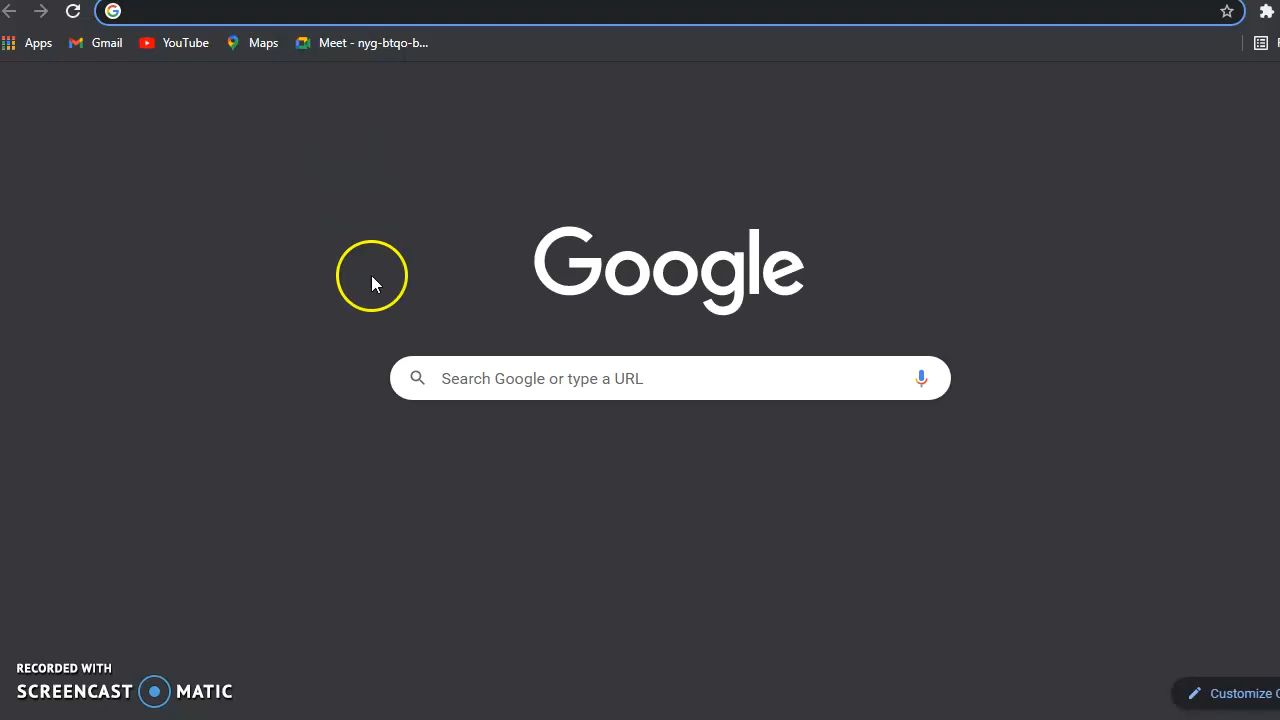 Apps Gmail YouTube Maps Meet - nyg-btqo-b...
Google
Search Google or type a URL
RECORDED WITH
SCREENCAST MATIC
Customize C